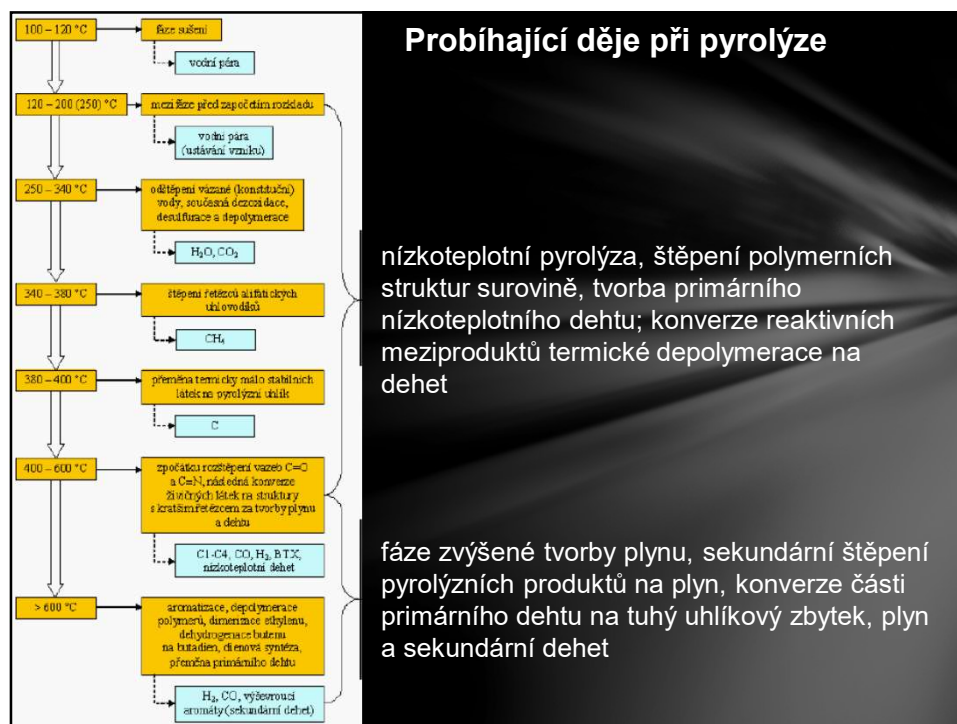 Probíhající děje při pyrolýze
100 – 120 °C
fáze sušení
vodní pára
120 – 200 (250) °C
mezifáze před započetím rozkladu
vodní pára
(ustávání vzniku)
250 – 340 °C
odštěpení vázané (konstituční)
vody, současná dezoxidace,
desulfurace a depolymerace
H₂O, CO₂
340 – 380 °C
štěpení řetězců alifatických
uhlovodíků
CH₄
380 – 400 °C
přeměna termicky málo stabilních
látek na pyrolýzní uhlík
C
400 – 600 °C
zpočátku rozštěpení vazeb C=O
a C=N, následná konverze
živičných látek na struktury
s kratším řetězcem za tvorby plynu
a dehtu
C1-C4, CO, H₂, BTX,
nízkoteplotní dehet
> 600 °C
aromatizace, depolymerace
polymerů, dimerizace ethylenu,
dehydrogenace butenu
na butadien, dienová syntéza,
přeměna primárního dehtu
H₂, CO, výševroucí
aromáty (sekundární dehet)
nízkoteplotní pyrolýza, štěpení polymerních
struktur surovině, tvorba primárního
nízkoteplotního dehtu; konverze reaktivních
meziproduktů termické depolymerace na
dehet
fáze zvýšené tvorby plynu, sekundární štěpení
pyrolýzních produktů na plyn, konverze části
primárního dehtu na tuhý uhlíkový zbytek, plyn
a sekundární dehet